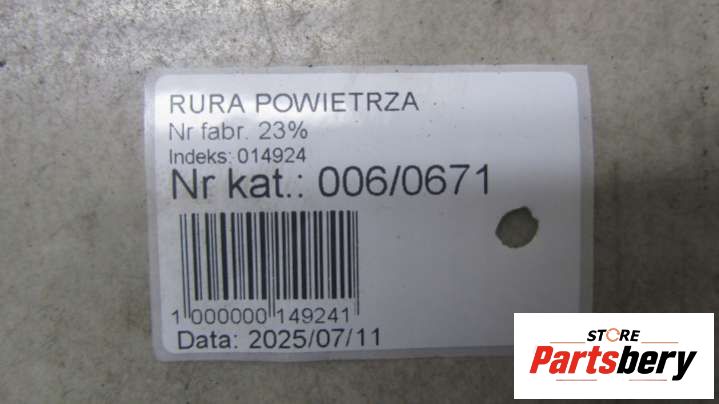 RURA POWIETRZA
Nr fabr. 23%
Indeks: 014924
Nr kat.: 006/0671
1 000000 149241
Data: 2025/07/11
STORE
Partsbery